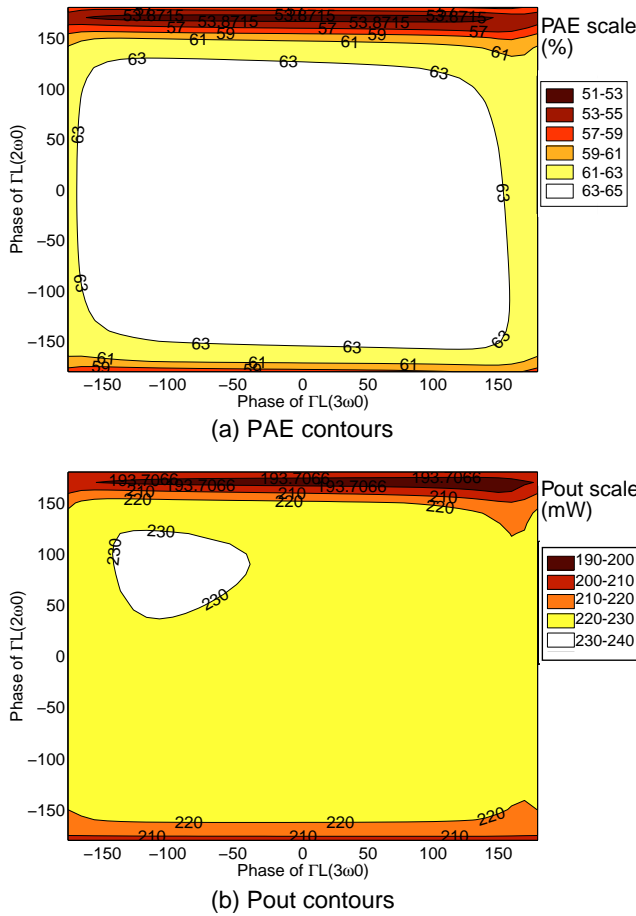 53.8715 53.8715 53.8715
53.8715 53.8715
57 59 59 57
61 61 61
63 63 63
63 63
63 63
63 63 63
61 61 61
59 59
150
100
50
0
−50
−100
−150
Phase of ΓL(2ω0)
−150 −100 −50 0 50 100 150
Phase of ΓL(3ω0)
PAE scale
(%)
51-53
53-55
57-59
59-61
61-63
63-65
(a) PAE contours
193.7066 193.7066 193.7066
193.7066 193.7066
210 210 210
220 220 220
230
230
230
220 220 220
210 210 210
150
100
50
0
−50
−100
−150
Phase of ΓL(2ω0)
−150 −100 −50 0 50 100 150
Phase of ΓL(3ω0)
Pout scale
(mW)
190-200
200-210
210-220
220-230
230-240
(b) Pout contours